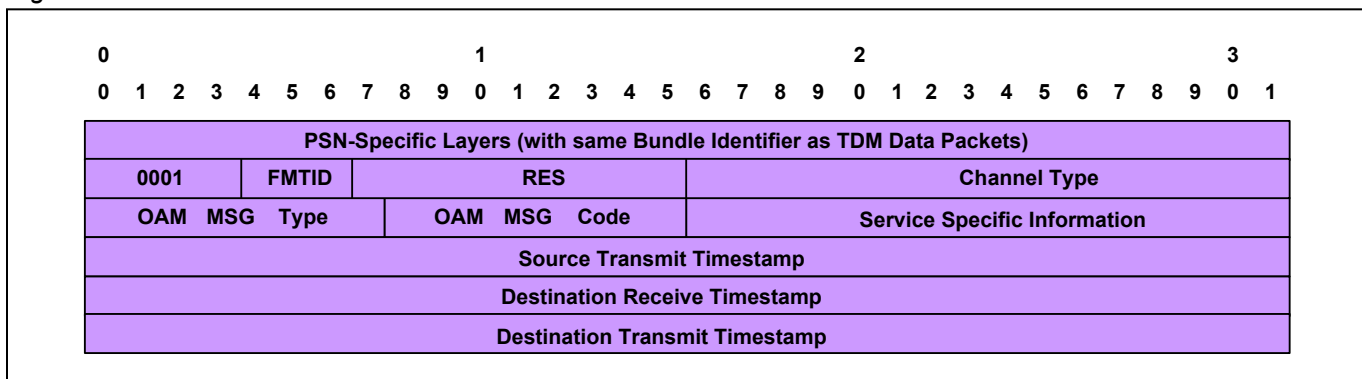 0 1 2 3
0 1 2 3 4 5 6 7 8 9 0 1 2 3 4 5 6 7 8 9 0 1 2 3 4 5 6 7 8 9 0 1
PSN-Specific Layers (with same Bundle Identifier as TDM Data Packets)
0001 FMTID RES Channel Type
OAM MSG Type OAM MSG Code Service Specific Information
Source Transmit Timestamp
Destination Receive Timestamp
Destination Transmit Timestamp